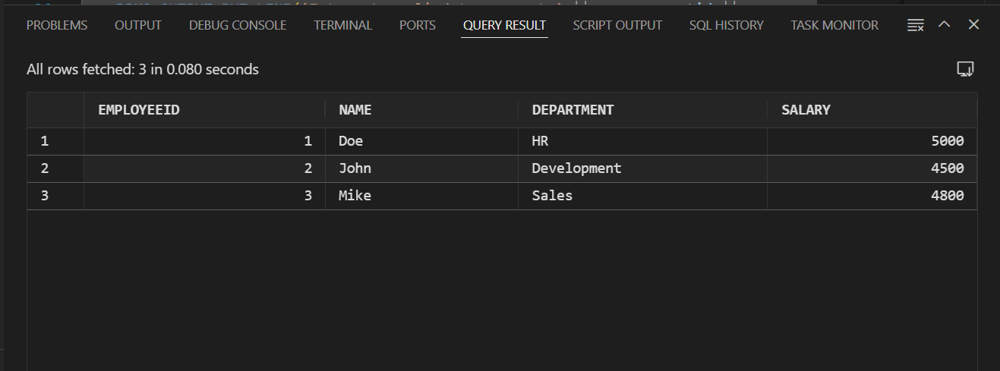 PROBLEMS OUTPUT DEBUG CONSOLE TERMINAL PORTS QUERY RESULT SCRIPT OUTPUT SQL HISTORY TASK MONITOR
All rows fetched: 3 in 0.080 seconds
EMPLOYEEID NAME DEPARTMENT SALARY
1 1 Doe HR 5000
2 2 John Development 4500
3 3 Mike Sales 4800